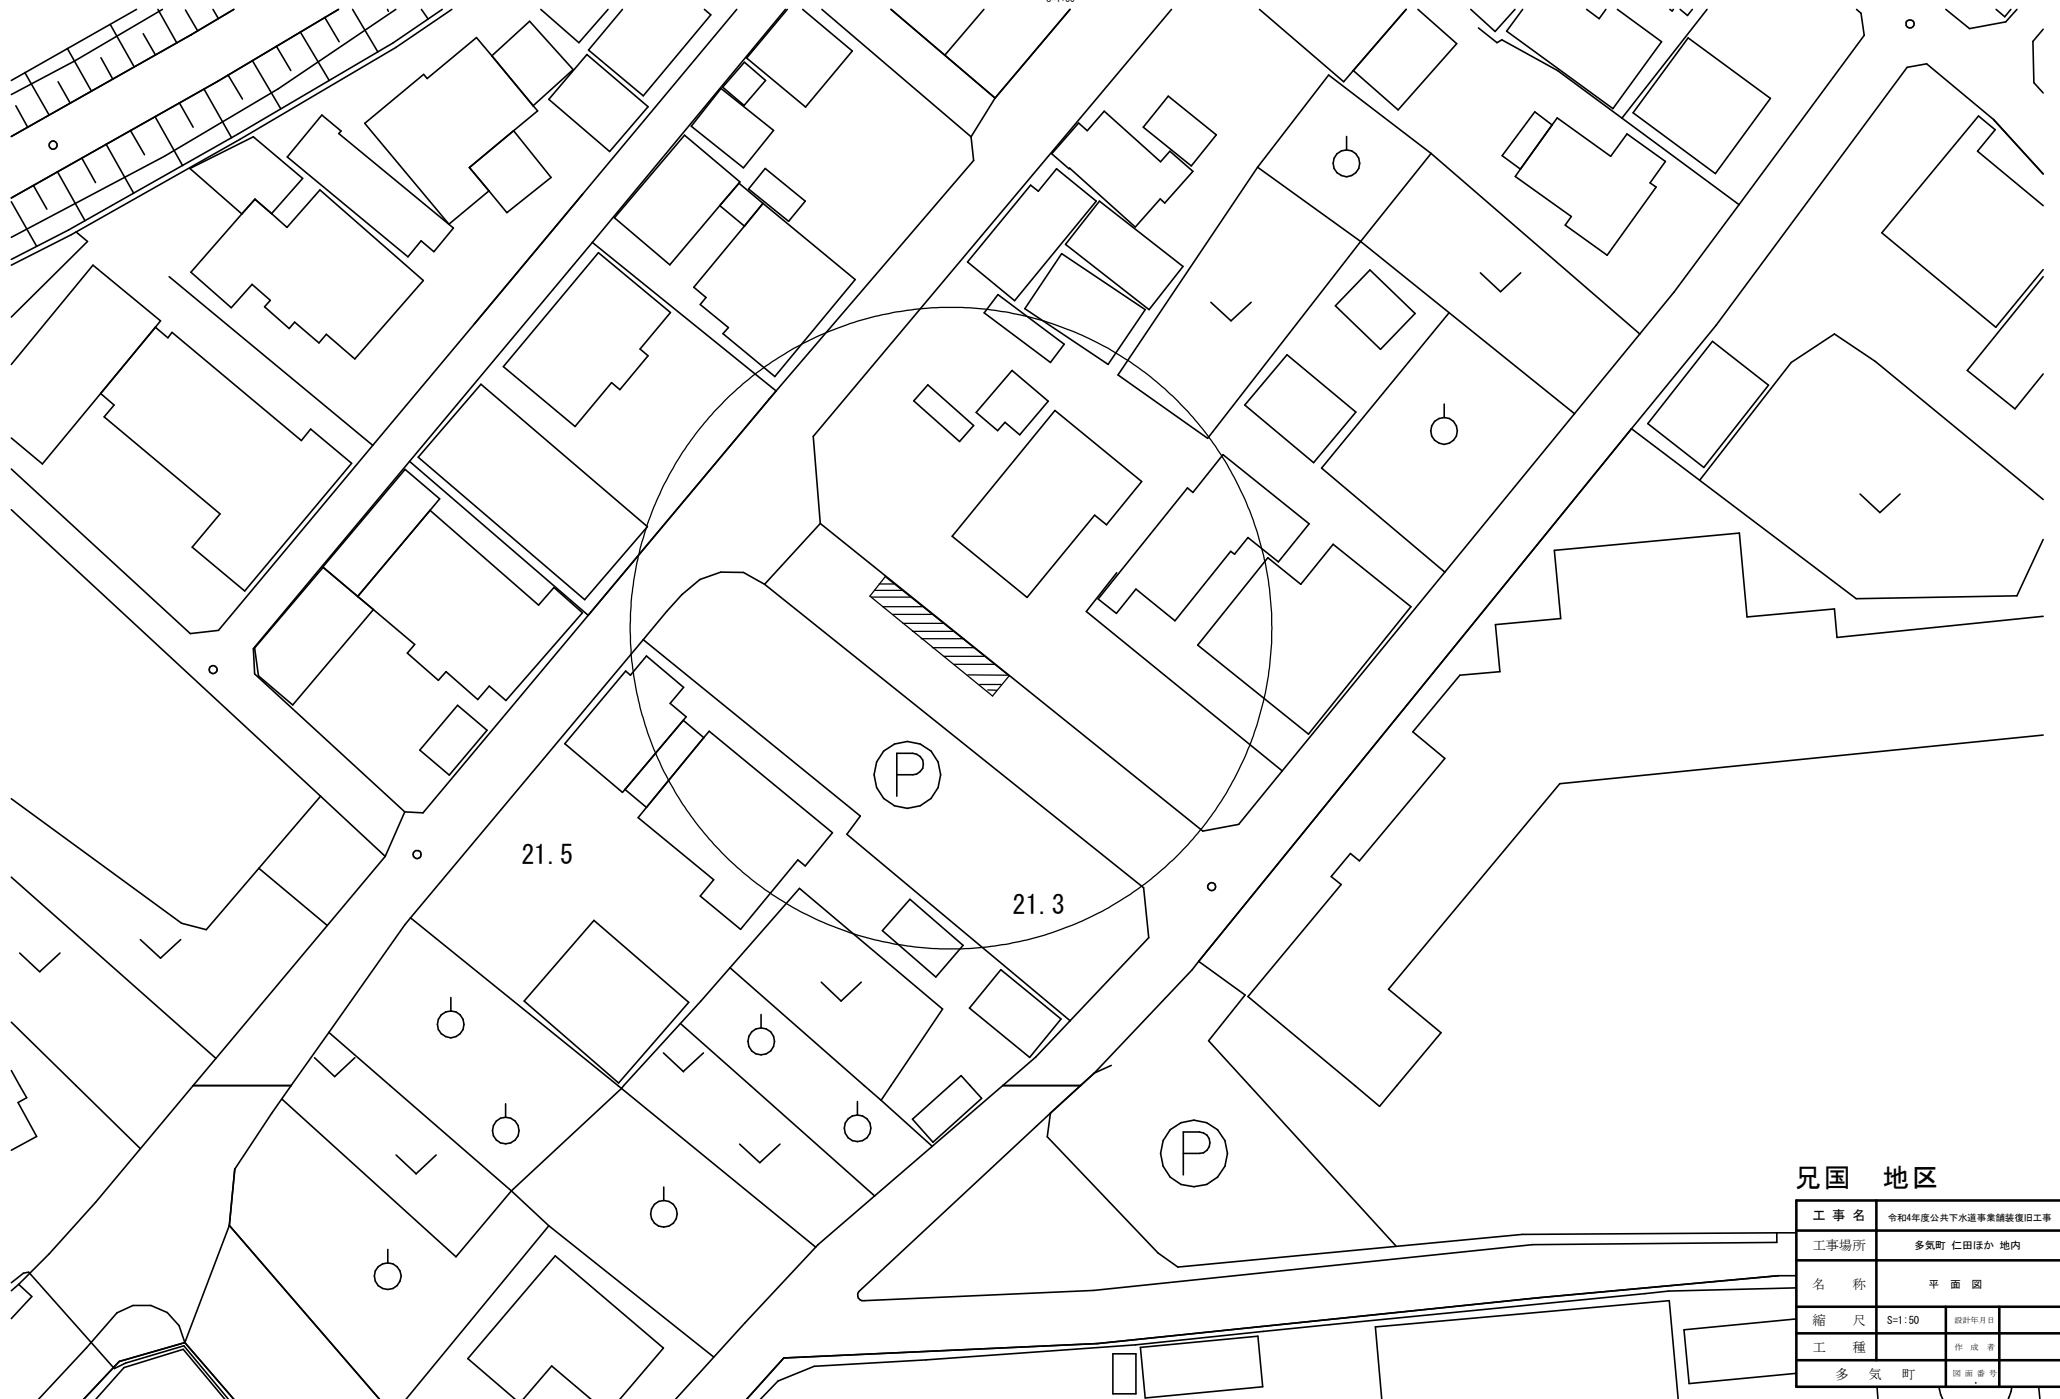 P
21.5
21.3
P
兄国 地区
工事名 令和4年度公共下水道事業舗装復旧工事
工事場所 多気町 仁田ほか 地内
名 称 平 面 図
縮 尺 S=1:50 設計年月日
工 種 作 成 者
多 気 町 図 面 番 号